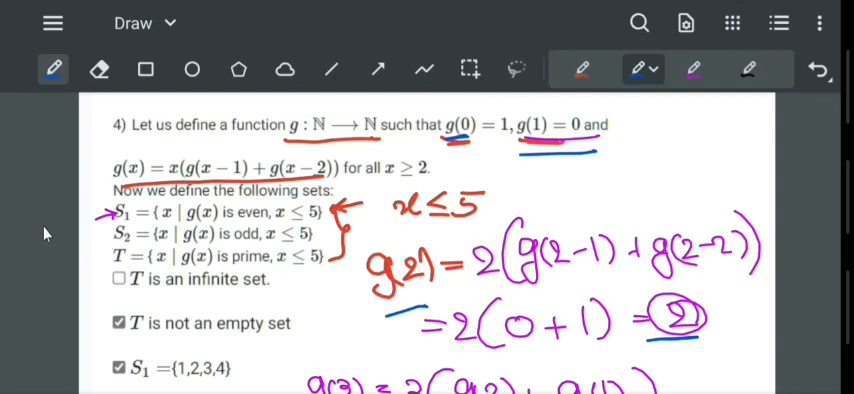 Draw
4) Let us define a function g : ℕ ⟶ ℕ such that g(0) = 1, g(1) = 0 and
g(x) = x(g(x − 1) + g(x − 2)) for all x ≥ 2.
Now we define the following sets:
S₁ = { x | g(x) is even, x ≤ 5}
S₂ = {x | g(x) is odd, x ≤ 5}
T = { x | g(x) is prime, x ≤ 5}
T is an infinite set.
T is not an empty set
S₁ ={1,2,3,4}
x ≤ 5
g(2) = 2(g(2-1) + g(2-2))
= 2(0+1) = 2